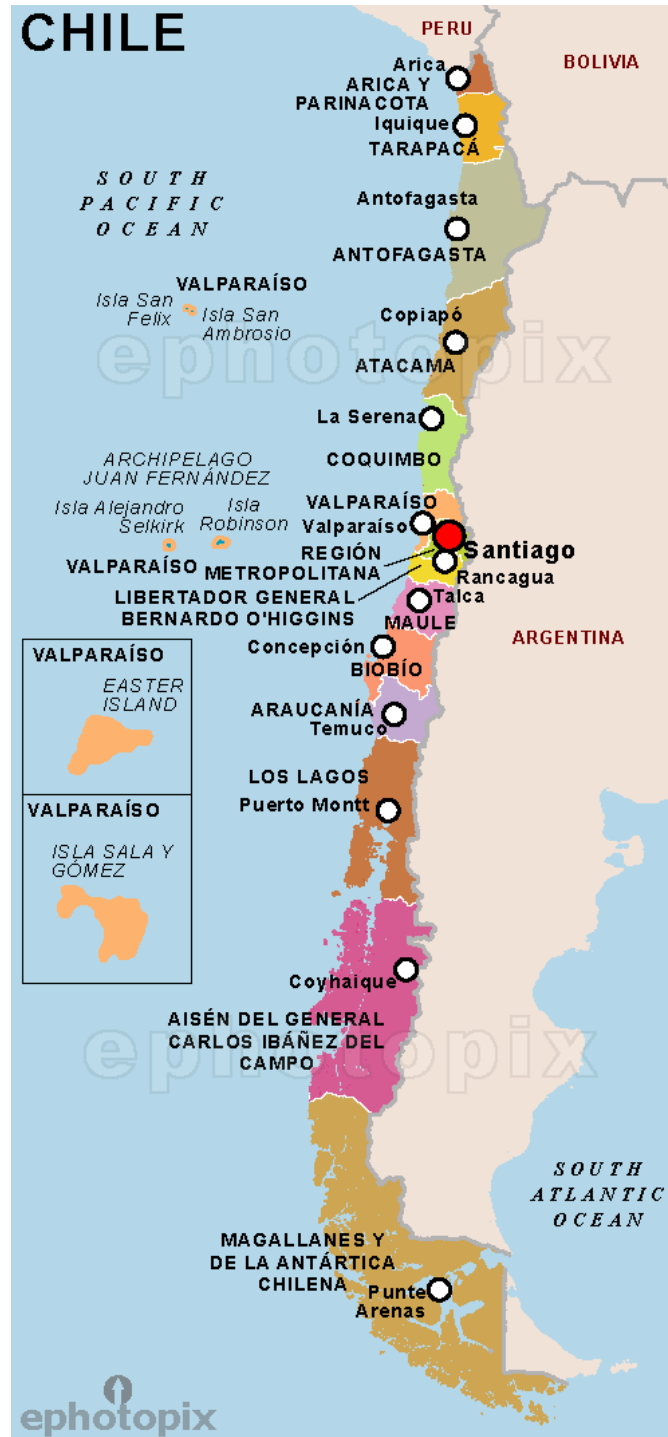 CHILE
PERU
BOLIVIA
Arica
ARICA Y
PARINACOTA
Iquique
TARAPACÁ
SOUTH
PACIFIC
OCEAN
Antofagasta
ANTOFAGASTA
VALPARAÍSO
Isla San
Felix
Isla San
Ambrosio
Copiapó
ATACAMA
ephotopix
La Serena
COQUIMBO
ARCHIPELAGO
JUAN FERNÁNDEZ
Isla Alejandro
Selkirk
Isla
Robinson
VALPARAÍSO
VALPARAÍSO
Valparaíso
REGIÓN
METROPOLITANA
Santiago
LIBERTADOR GENERAL
BERNARDO O'HIGGINS
Rancagua
Talca
MAULE
ARGENTINA
Concepción
BIOBÍO
VALPARAÍSO
EASTER
ISLAND
ARAUCANÍA
Temuco
LOS LAGOS
Puerto Montt
VALPARAÍSO
ISLA SALA Y
GÓMEZ
Coyhaique
AISÉN DEL GENERAL
CARLOS IBÁÑEZ DEL
CAMPO
ephotopix
SOUTH
ATLANTIC
OCEAN
MAGALLANES Y
DE LA ANTÁRTICA
CHILENA
Punte
Arenas
ephotopix